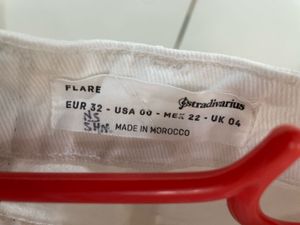 FLARE
stradivarius
EUR 32 - USA 00 - MEX 22 - UK 04
MADE IN MOROCCO